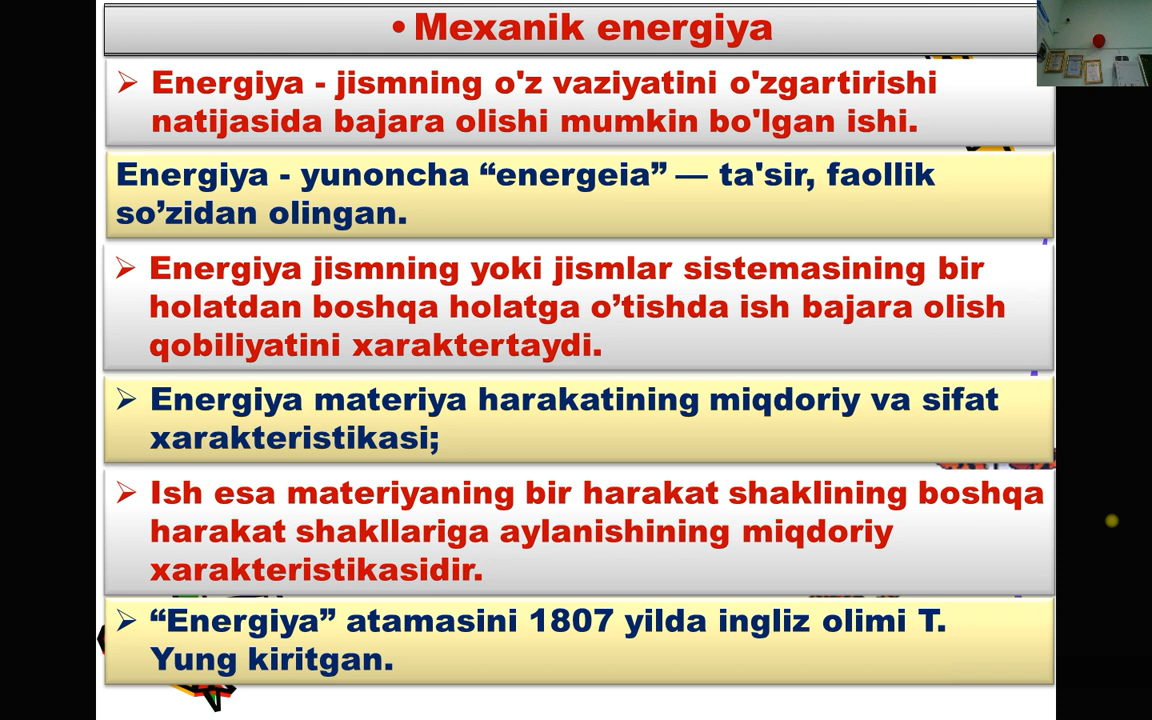 • Mexanik energiya
Energiya - jismning o'z vaziyatini o'zgartirishi
natijasida bajara olishi mumkin bo'lgan ishi.
Energiya - yunoncha “energeia” — ta'sir, faollik
so’zidan olingan.
Energiya jismning yoki jismlar sistemasining bir
holatdan boshqa holatga o’tishda ish bajara olish
qobiliyatini xaraktertaydi.
Energiya materiya harakatining miqdoriy va sifat
xarakteristikasi;
Ish esa materiyaning bir harakat shaklining boshqa
harakat shakllariga aylanishining miqdoriy
xarakteristikasidir.
“Energiya” atamasini 1807 yilda ingliz olimi T.
Yung kiritgan.